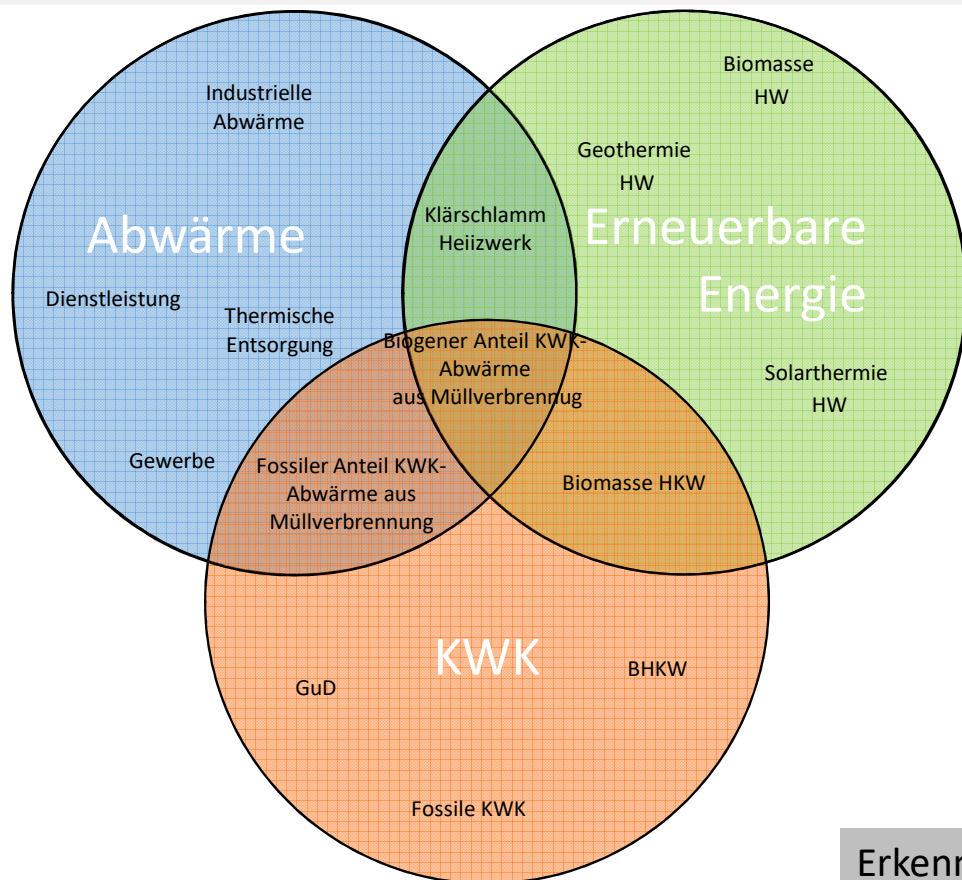 Biomasse
HW
Industrielle
Abwärme
Geothermie
HW
Klärschlamm
Heiizwerk
Abwärme
Erneuerbare
Energie
Dienstleistung
Thermische
Entsorgung
Biogener Anteil KWK-
Abwärme
aus Müllverbrennug
Solarthermie
HW
Gewerbe
Fossiler Anteil KWK-
Abwärme aus
Müllverbrennung
Biomasse HKW
KWK
GuD
BHKW
Fossile KWK